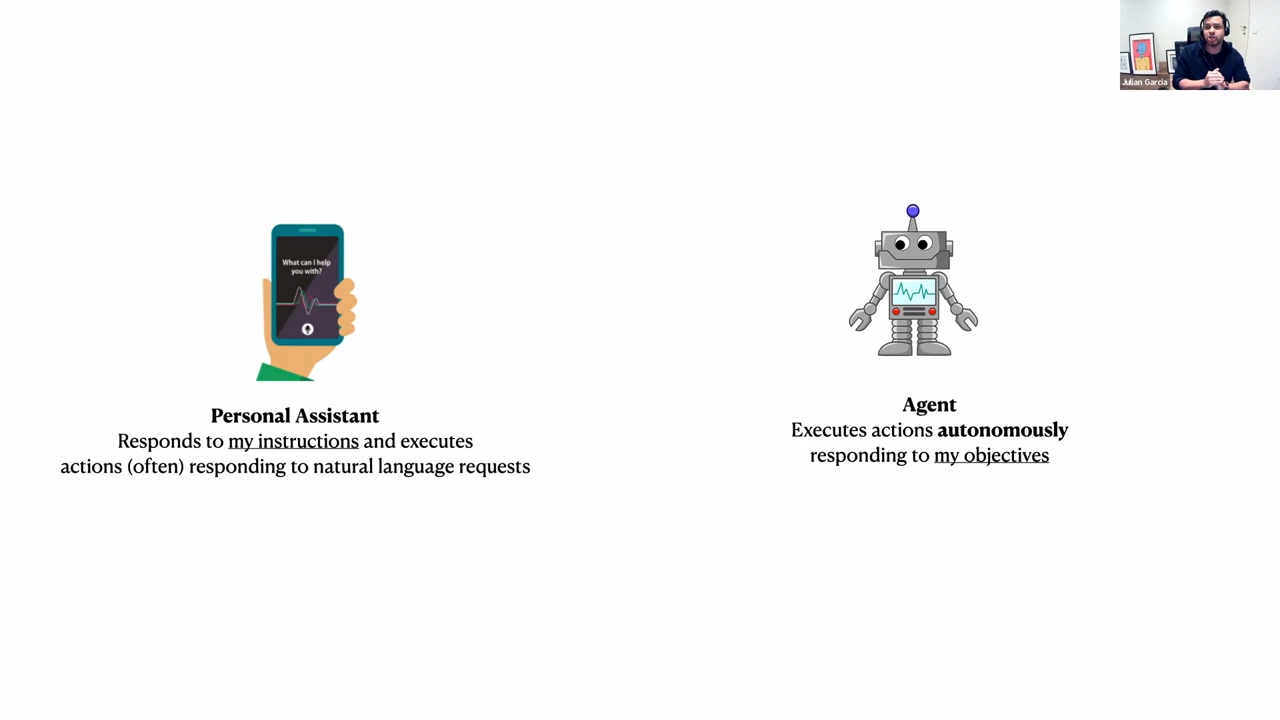 Julian Garcia
What can I help
you with?
Personal Assistant
Responds to my instructions and executes
actions (often) responding to natural language requests
Agent
Executes actions autonomously
responding to my objectives